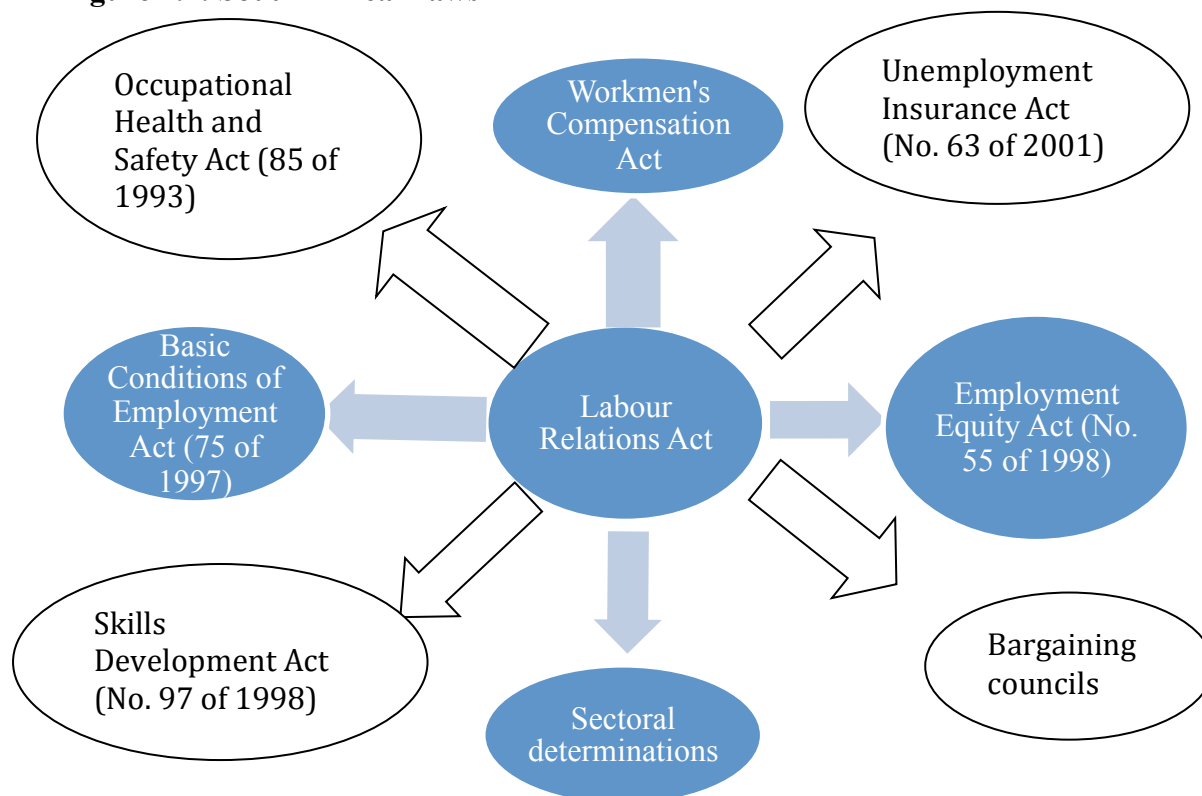 Occupational
Health and
Safety Act (85 of
1993)
Workmen's
Compensation
Act
Unemployment
Insurance Act
(No. 63 of 2001)
Basic
Conditions of
Employment
Act (75 of
1997)
Labour
Relations Act
Employment
Equity Act (No.
55 of 1998)
Skills
Development Act
(No. 97 of 1998)
Sectoral
determinations
Bargaining
councils